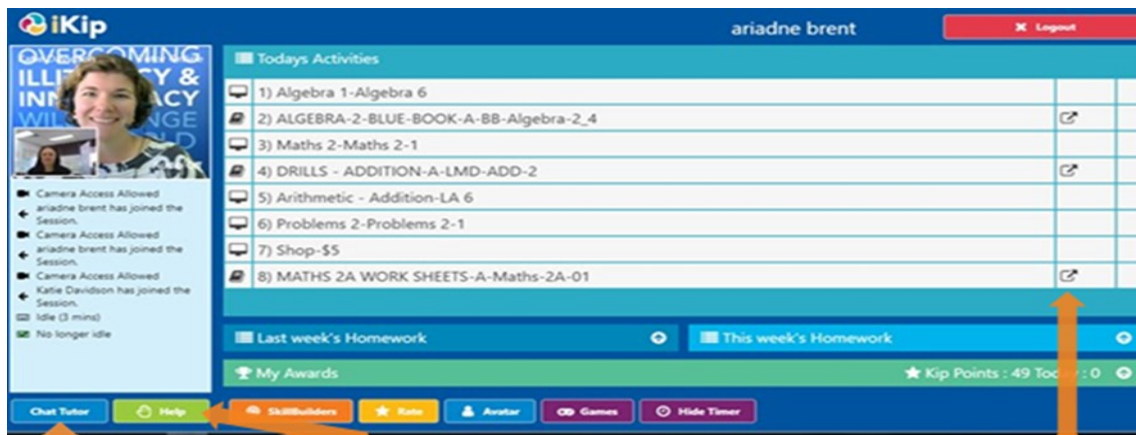 iKip
ariadne brent
Logout
OVERCOMING
Todays Activities
1) Algebra 1-Algebra 6
2) ALGEBRA-2-BLUE-BOOK-A-BB-Algebra-2_4
3) Maths 2-Maths 2-1
4) DRILLS - ADDITION-A-LMD-ADD-2
5) Arithmetic - Addition-LA 6
6) Problems 2-Problems 2-1
7) Shop-$5
8) MATHS 2A WORK SHEETS-A-Maths-2A-01
Camera Access Allowed
ariadne brent has joined the
Session.
Camera Access Allowed
ariadne brent has joined the
Session.
Camera Access Allowed
Katie Davidson has joined the
Session.
Idle (3 mins)
No longer idle
Last week's Homework
This week's Homework
My Awards
Kip Points : 49 : 0
Chat Tutor
Help
SkillBuilders
Rate
Avatar
Games
Hide Timer